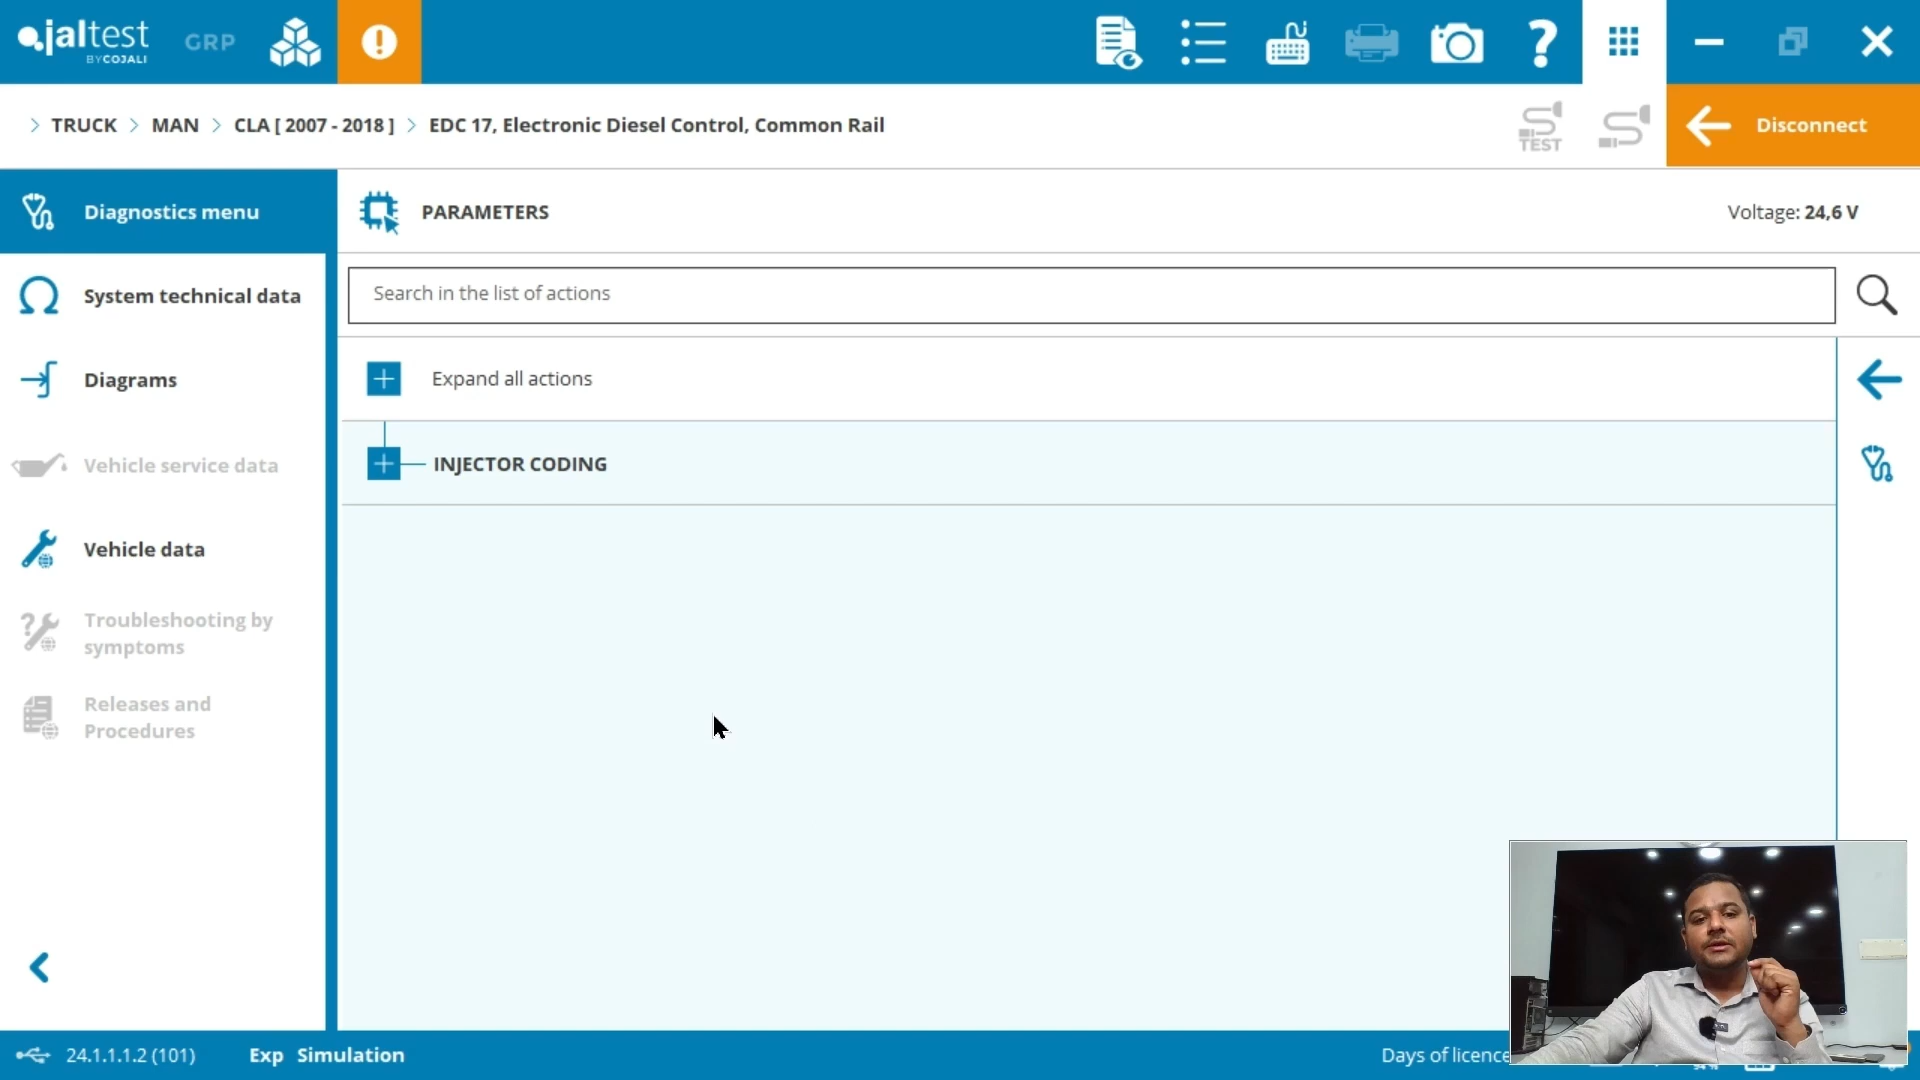 jaltest
BY COJALI
GRP
TRUCK MAN CLA [ 2007 - 2018 ] EDC 17, Electronic Diesel Control, Common Rail
TEST
Disconnect
Diagnostics menu
PARAMETERS
Voltage: 24,6 V
System technical data
Search in the list of actions
Diagrams
Expand all actions
Vehicle service data
INJECTOR CODING
Vehicle data
Troubleshooting by
symptoms
Releases and
Procedures
24.1.1.1.2 (101)
Exp Simulation
Days of licence